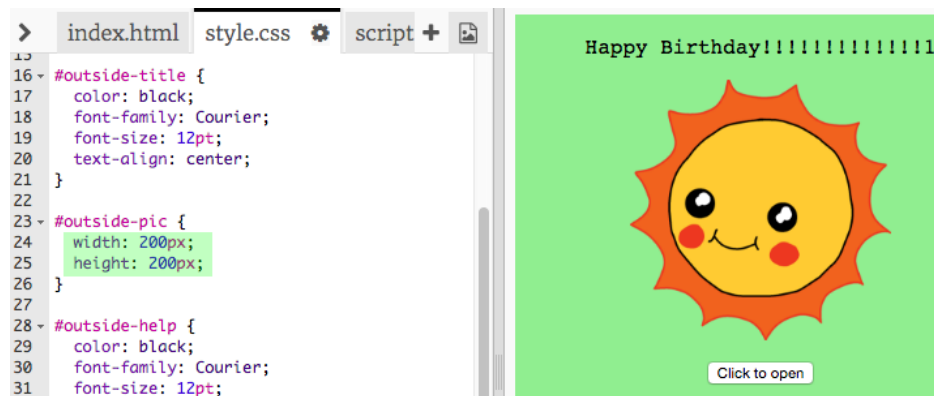 index.html style.css script
15
16 #outside-title {
17 color: black;
18 font-family: Courier;
19 font-size: 12pt;
20 text-align: center;
21 }
22
23 #outside-pic {
24 width: 200px;
25 height: 200px;
26 }
27
28 #outside-help {
29 color: black;
30 font-family: Courier;
31 font-size: 12pt;
Happy Birthday!!!!!!!!!!!!!1
Click to open